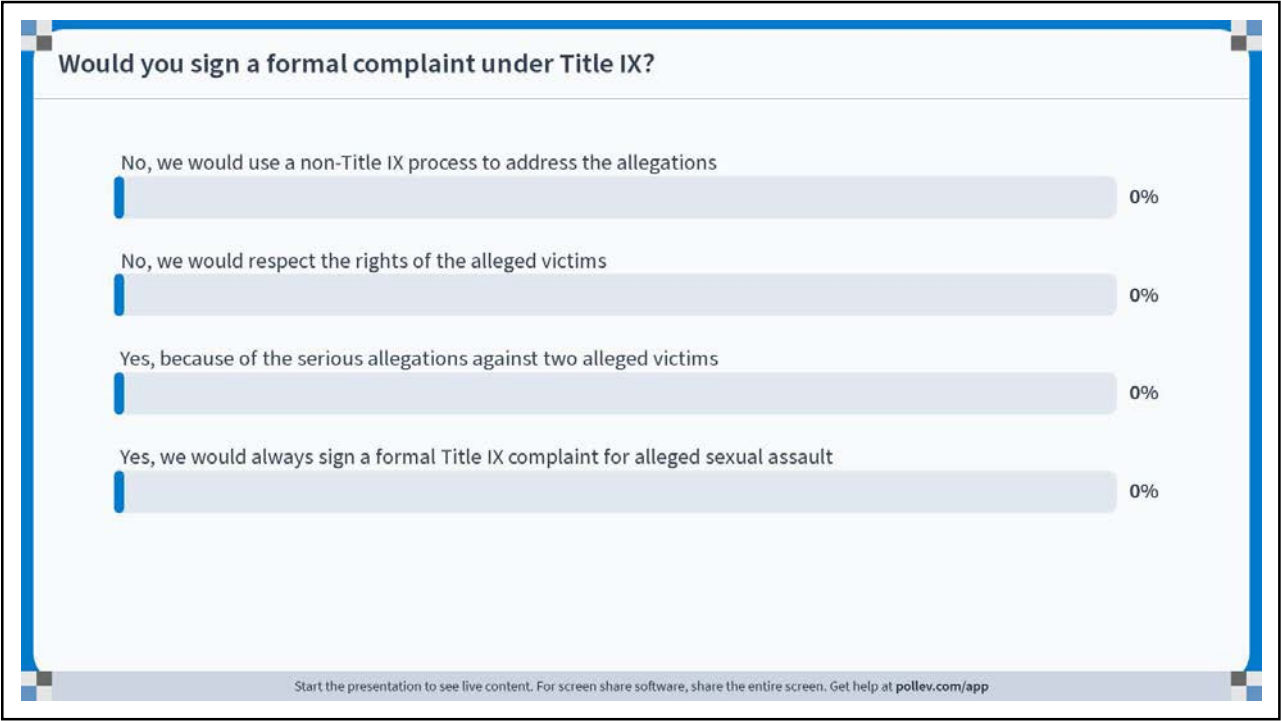 Would you sign a formal complaint under Title IX?
No, we would use a non-Title IX process to address the allegations
0%
No, we would respect the rights of the alleged victims
0%
Yes, because of the serious allegations against two alleged victims
0%
Yes, we would always sign a formal Title IX complaint for alleged sexual assault
0%
Start the presentation to see live content. For screen share software, share the entire screen. Get help at pollev.com/app